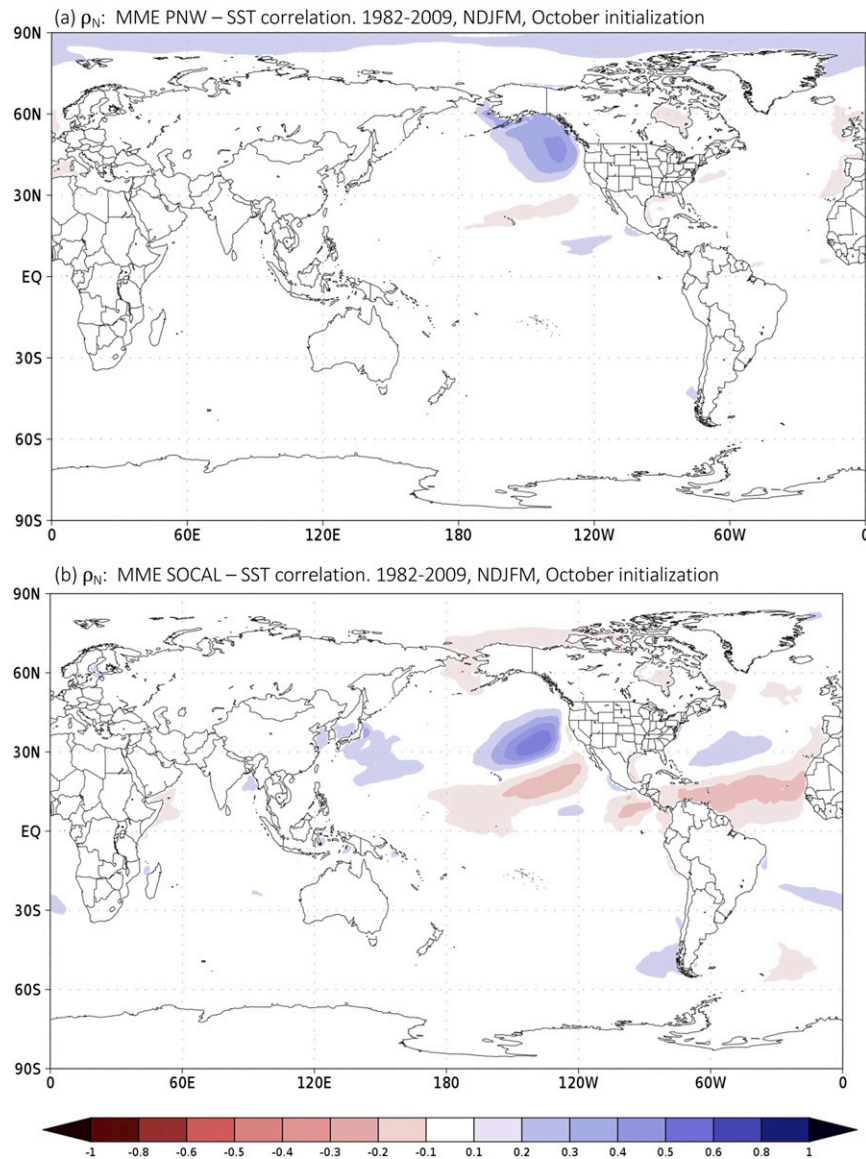 (a) ρN: MME PNW – SST correlation. 1982-2009, NDJFM, October initialization
90N
60N
30N
EQ
30S
60S
90S
0 60E 120E 180 120W 60W 0
(b) ρN: MME SOCAL – SST correlation. 1982-2009, NDJFM, October initialization
90N
60N
30N
EQ
30S
60S
90S
0 60E 120E 180 120W 60W 0
-1 -0.8 -0.6 -0.5 -0.4 -0.3 -0.2 -0.1 0.1 0.2 0.3 0.4 0.5 0.6 0.8 1